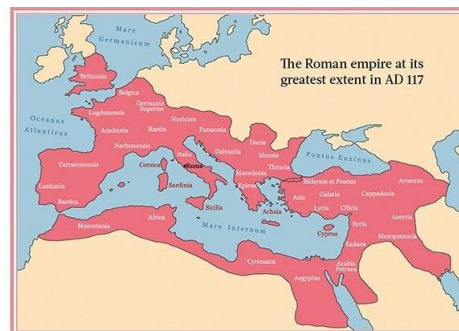 Mare
Germanicum
The Roman empire at its
greatest extent in AD 117
Britannia
Belgica
Germania
Superior
Lugdunensis
Oceanus
Atlanticus
Noricum
Aquitania
Raetia
Pannonia
Dacia
Narbonensis
Italia
Dalmatia
Moesia
Pontus Euxinus
Tarraconensis
Corsica
Roma
Thracia
Armenia
Macedonia
Bithynia et Pontus
Lusitania
Sardinia
Epirus
Asia
Galatia
Cappadocia
Baetica
Sicilia
Achaia
Lycia
Cilicia
Assyria
Mauretania
Africa
Syria
Mesopotamia
Mare Internum
Cyprus
Iudaea
Cyrenaica
Arabia
Petraea
Aegyptus